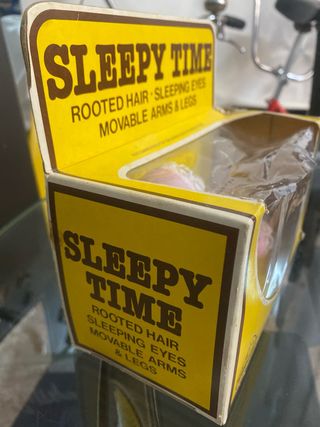 SLEEPY TIME
ROOTED HAIR • SLEEPING EYES
MOVABLE ARMS & LEGS
SLEEPY
TIME
ROOTED HAIR
SLEEPING EYES
MOVABLE ARMS
& LEGS